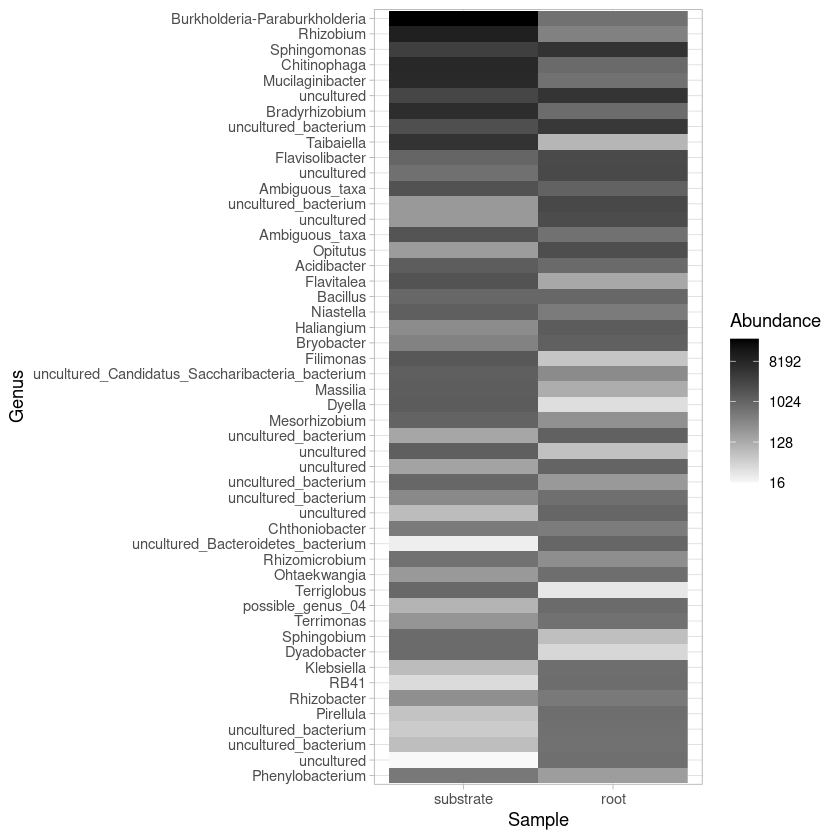 Burkholderia-Paraburkholderia
Rhizobium
Sphingomonas
Chitinophaga
Mucilaginibacter
uncultured
Bradyrhizobium
uncultured_bacterium
Taibaiella
Flavisolibacter
uncultured
Ambiguous_taxa
uncultured_bacterium
uncultured
Ambiguous_taxa
Opitutus
Acidibacter
Flavitalea
Bacillus
Niastella
Haliangium
Bryobacter
Filimonas
uncultured_Candidatus_Saccharibacteria_bacterium
Massilia
Dyella
Mesorhizobium
uncultured_bacterium
uncultured
uncultured
uncultured_bacterium
uncultured_bacterium
uncultured
Chthoniobacter
uncultured_Bacteroidetes_bacterium
Rhizomicrobium
Ohtaekwangia
Terriglobus
possible_genus_04
Terrimonas
Sphingobium
Dyadobacter
Klebsiella
RB41
Rhizobacter
Pirellula
uncultured_bacterium
uncultured_bacterium
uncultured
Phenylobacterium
Genus
substrate
root
Sample
Abundance
8192
1024
128
16